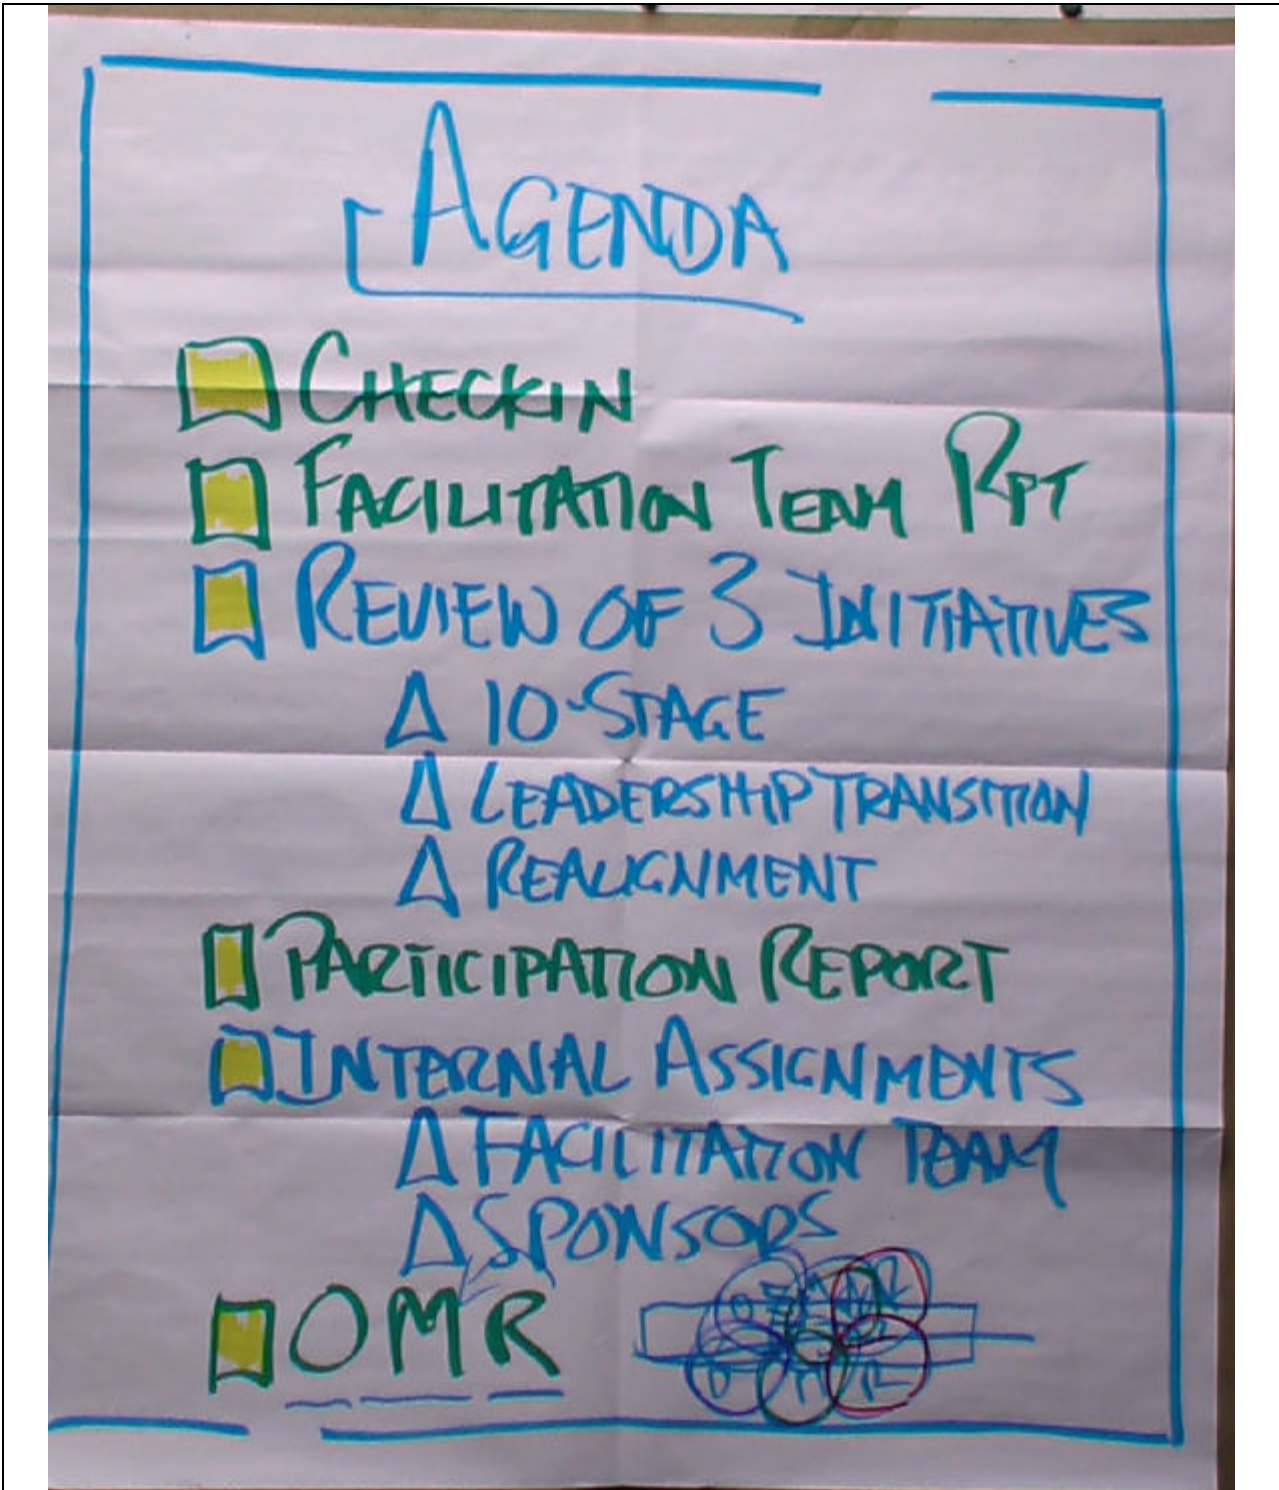 AGENDA
CHECKIN
FACILITATION TEAM RPT
REVIEW OF 3 INITIATIVES
Δ 10-STAGE
Δ LEADERSHIP TRANSITION
Δ REALIGNMENT
PARTICIPATION REPORT
INTERNAL ASSIGNMENTS
Δ FACILITATION TEAM
Δ SPONSORS
OMR